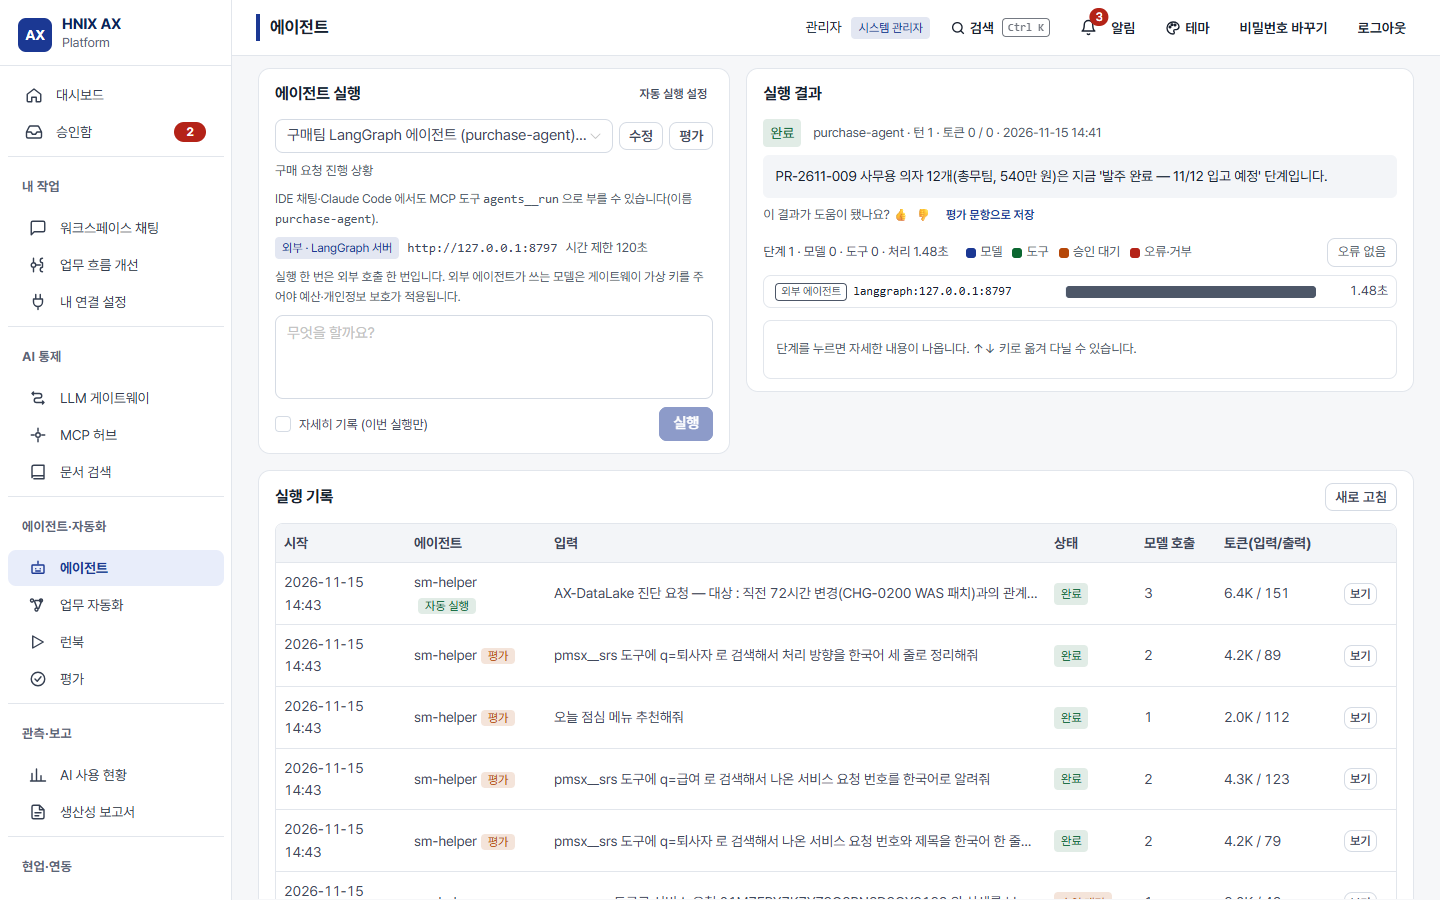 AX
HNIX AX
Platform
대시보드
승인함
2
내 작업
워크스페이스 채팅
업무 흐름 개선
내 연결 설정
AI 통제
LLM 게이트웨이
MCP 허브
문서 검색
에이전트·자동화
에이전트
업무 자동화
런북
평가
관측·보고
AI 사용 현황
생산성 보고서
현업·연동
에이전트
관리자
시스템 관리자
검색
Ctrl K
3
알림
테마
비밀번호 바꾸기
로그아웃
에이전트 실행
자동 실행 설정
구매팀 LangGraph 에이전트 (purchase-agent)...
수정
평가
구매 요청 진행 상황
IDE 채팅·Claude Code 에서도 MCP 도구 agents__run 으로 부를 수 있습니다(이름
purchase-agent).
외부 · LangGraph 서버
http://127.0.0.1:8797
시간 제한 120초
실행 한 번은 외부 호출 한 번입니다. 외부 에이전트가 쓰는 모델은 게이트웨이 가상 키를 주
어야 예산·개인정보 보호가 적용됩니다.
무엇을 할까요?
자세히 기록 (이번 실행만)
실행
실행 결과
완료
purchase-agent · 턴 1 · 토큰 0 / 0 · 2026-11-15 14:41
PR-2611-009 사무용 의자 12개(총무팀, 540만 원)은 지금 '발주 완료 — 11/12 입고 예정' 단계입니다.
이 결과가 도움이 됐나요?
평가 문항으로 저장
단계 1 · 모델 0 · 도구 0 · 처리 1.48초
모델
도구
승인 대기
오류·거부
오류 없음
외부 에이전트
langgraph:127.0.0.1:8797
1.48초
단계를 누르면 자세한 내용이 나옵니다. ↑↓ 키로 옮겨 다닐 수 있습니다.
실행 기록
새로 고침
시작 에이전트 입력 상태 모델 호출 토큰(입력/출력)
2026-11-15
14:43
sm-helper
자동 실행
AX-DataLake 진단 요청 — 대상 : 직전 72시간 변경(CHG-0200 WAS 패치)과의 관계...
완료
3
6.4K / 151
보기
2026-11-15
14:43
sm-helper 평가
pmsx__srs 도구에 q=퇴사자 로 검색해서 처리 방향을 한국어 세 줄로 정리해줘
완료
2
4.2K / 89
보기
2026-11-15
14:43
sm-helper 평가
오늘 점심 메뉴 추천해줘
완료
1
2.0K / 112
보기
2026-11-15
14:43
sm-helper 평가
pmsx__srs 도구에 q=급여 로 검색해서 나온 서비스 요청 번호를 한국어로 알려줘
완료
2
4.3K / 123
보기
2026-11-15
14:43
sm-helper 평가
pmsx__srs 도구에 q=퇴사자 로 검색해서 나온 서비스 요청 번호와 제목을 한국어 한 줄...
완료
2
4.2K / 79
보기
2026-11-15